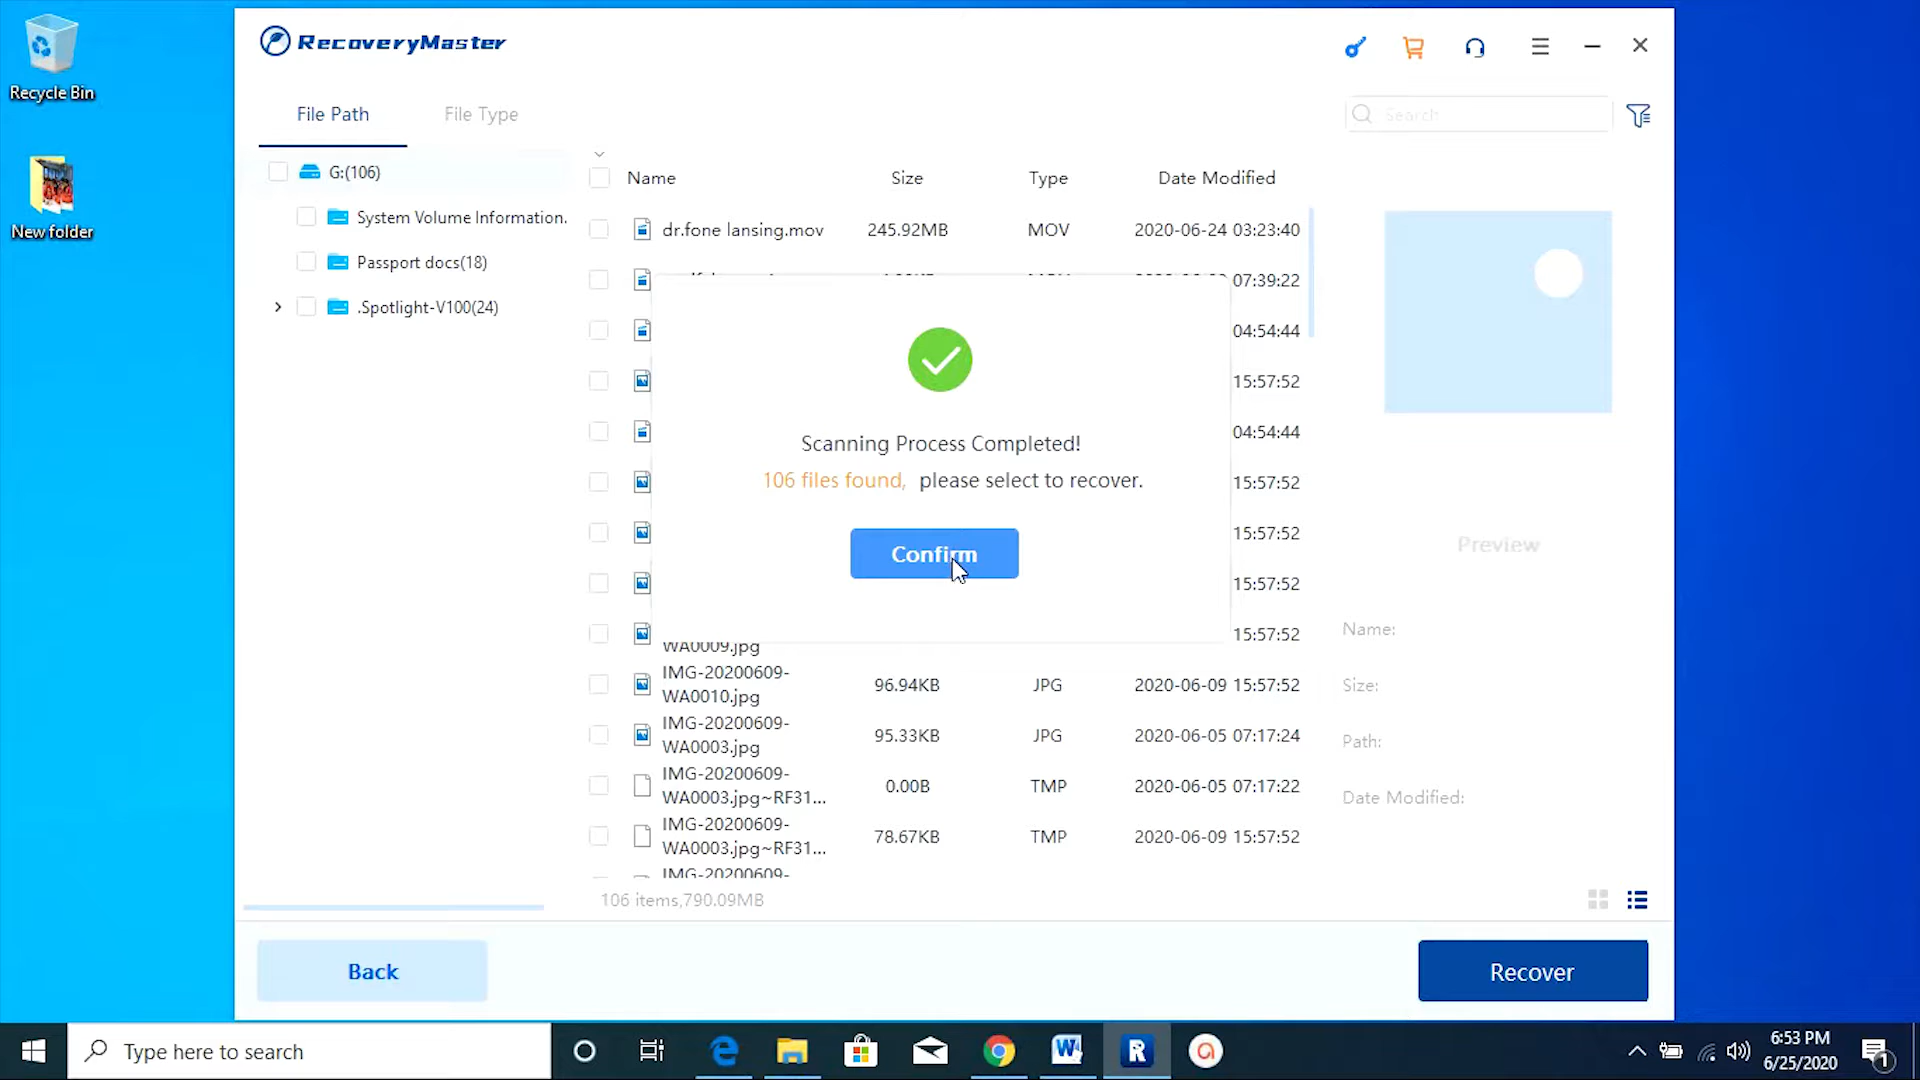 Recycle Bin
New folder
RecoveryMaster
File Path
File Type
Search
G:(106)
System Volume Information.
Passport docs(18)
.Spotlight-V100(24)
Name Size Type Date Modified
dr.fone lansing.mov 245.92MB MOV 2020-06-24 03:23:40
07:39:22
04:54:44
15:57:52
04:54:44
15:57:52
15:57:52
15:57:52
15:57:52
Scanning Process Completed!
106 files found, please select to recover.
Confirm
WA0009.jpg
IMG-20200609-
WA0010.jpg 96.94KB JPG 2020-06-09 15:57:52
IMG-20200609-
WA0003.jpg 95.33KB JPG 2020-06-05 07:17:24
IMG-20200609-
WA0003.jpg~RF31... 0.00B TMP 2020-06-05 07:17:22
IMG-20200609-
WA0003.jpg~RF31... 78.67KB TMP 2020-06-09 15:57:52
IMG-20200609-
106 items,790.09MB
Preview
Name:
Size:
Path:
Date Modified:
Back
Recover
Type here to search
6:53 PM
6/25/2020
1